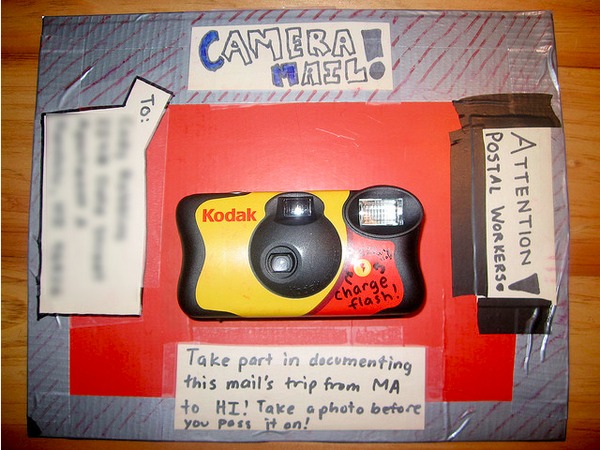 CAMERA
MAIL!
To:
ATTENTION
POSTAL WORKERS!
Kodak
charge
flash!
Take part in documenting
this mail's trip from MA
to HI! Take a photo before
you pass it on!